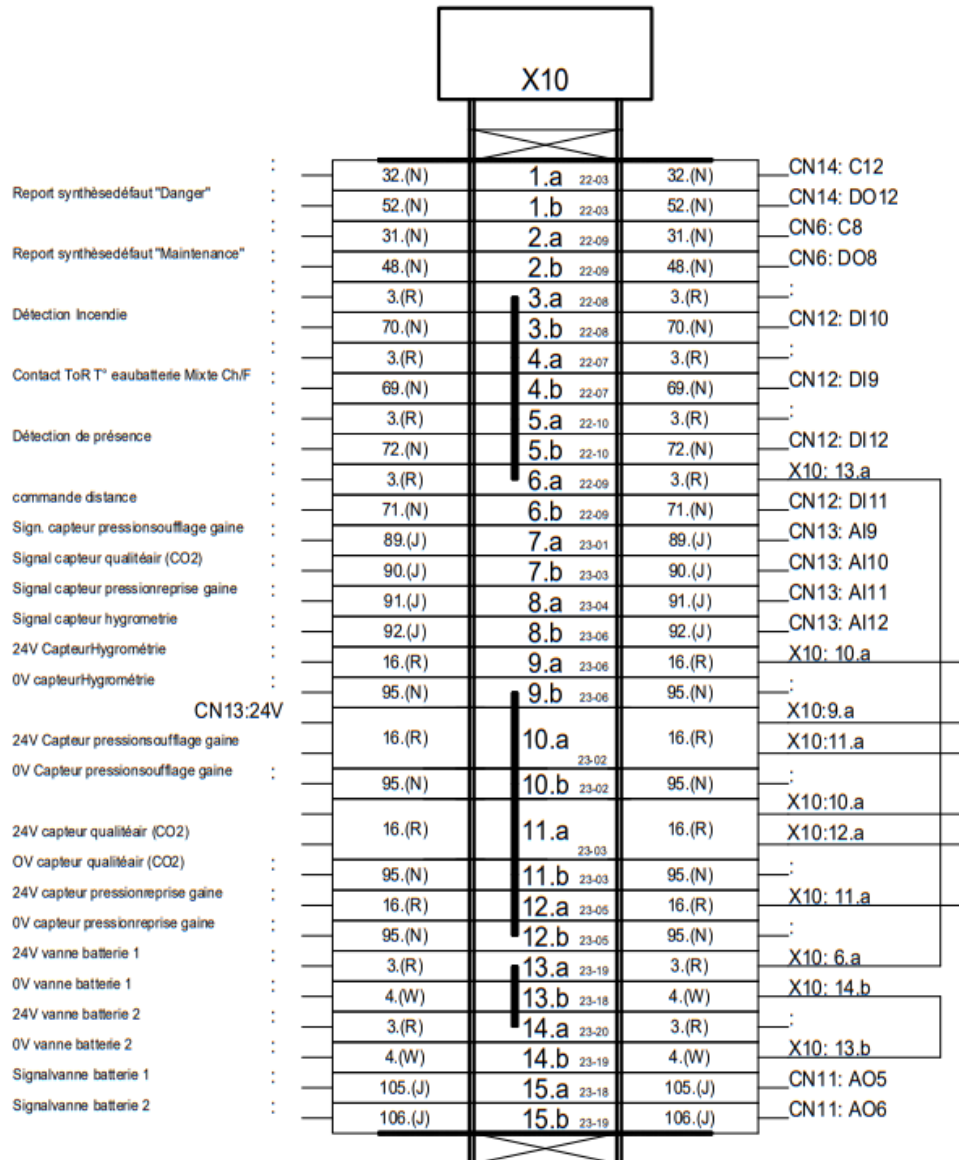 X10
: 32.(N) 1.a 22-03 32.(N) CN14: C12
Report synthèsedéfaut "Danger" : 52.(N) 1.b 22-03 52.(N) CN14: DO12
: 31.(N) 2.a 22-09 31.(N) CN6: C8
Report synthèsedéfaut "Maintenance" : 48.(N) 2.b 22-09 48.(N) CN6: DO8
: 3.(R) 3.a 22-08 3.(R) :
Détection Incendie : 70.(N) 3.b 22-08 70.(N) CN12: DI10
: 3.(R) 4.a 22-07 3.(R) :
Contact ToR T° eaubatterie Mixte Ch/F : 69.(N) 4.b 22-07 69.(N) CN12: DI9
: 3.(R) 5.a 22-10 3.(R) :
Détection de présence : 72.(N) 5.b 22-10 72.(N) CN12: DI12
: 3.(R) 6.a 22-09 3.(R) X10: 13.a
commande distance : 71.(N) 6.b 22-09 71.(N) CN12: DI11
Sign. capteur pressionsoufflage gaine : 89.(J) 7.a 23-01 89.(J) CN13: AI9
Signal capteur qualitéair (CO2) : 90.(J) 7.b 23-03 90.(J) CN13: AI10
Signal capteur pressionreprise gaine : 91.(J) 8.a 23-04 91.(J) CN13: AI11
Signal capteur hygrometrie : 92.(J) 8.b 23-06 92.(J) CN13: AI12
24V CapteurHygrométrie : 16.(R) 9.a 23-06 16.(R) X10: 10.a
0V capteurHygrométrie : 95.(N) 9.b 23-06 95.(N) :
CN13:24V X10:9.a
24V Capteur pressionsoufflage gaine 16.(R) 10.a 23-02 16.(R) X10:11.a
0V Capteur pressionsoufflage gaine : 95.(N) 10.b 23-02 95.(N) :
X10:10.a
24V capteur qualitéair (CO2) 16.(R) 11.a 23-03 16.(R) X10:12.a
OV capteur qualitéair (CO2) : 95.(N) 11.b 23-03 95.(N) :
24V capteur pressionreprise gaine : 16.(R) 12.a 23-05 16.(R) X10: 11.a
0V capteur pressionreprise gaine : 95.(N) 12.b 23-05 95.(N) :
24V vanne batterie 1 : 3.(R) 13.a 23-19 3.(R) X10: 6.a
0V vanne batterie 1 : 4.(W) 13.b 23-18 4.(W) X10: 14.b
24V vanne batterie 2 : 3.(R) 14.a 23-20 3.(R) :
0V vanne batterie 2 : 4.(W) 14.b 23-19 4.(W) X10: 13.b
Signalvanne batterie 1 : 105.(J) 15.a 23-18 105.(J) CN11: AO5
Signalvanne batterie 2 : 106.(J) 15.b 23-19 106.(J) CN11: AO6